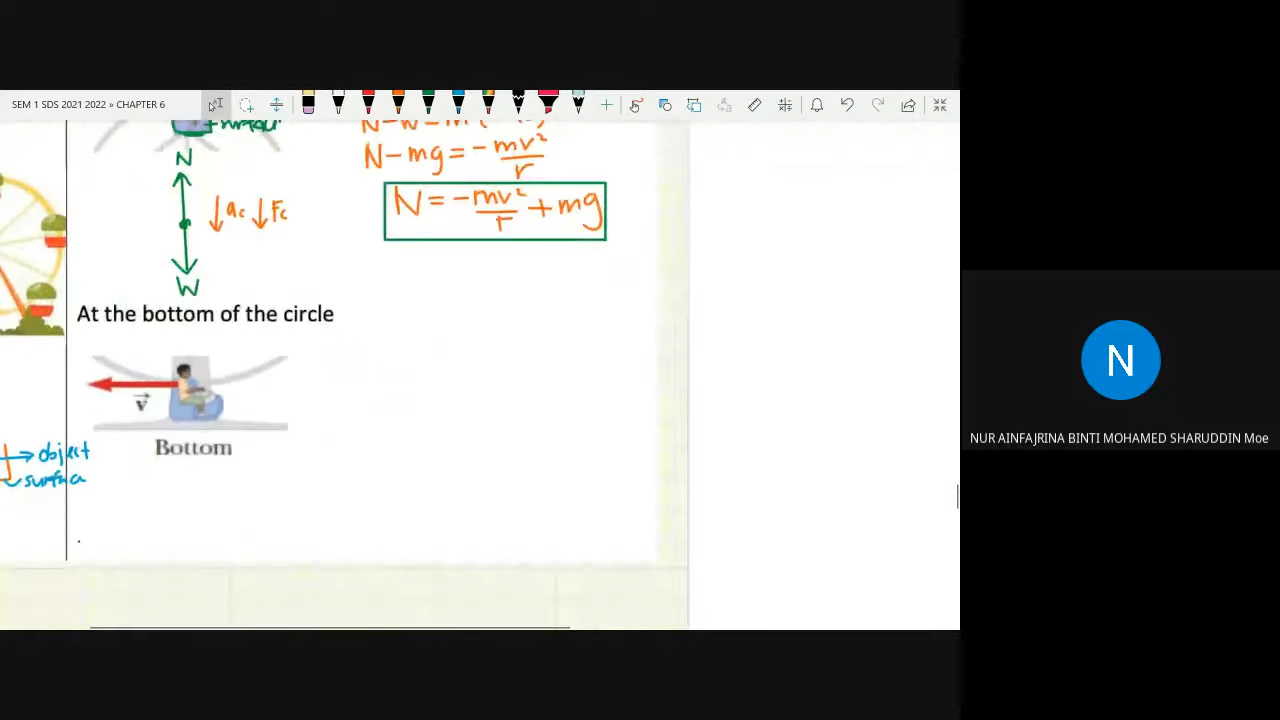 SEM 1 SDS 2021 2022 » CHAPTER 6
N
↓ac ↓Fc
W
N-mg = -mv²/r
N = -mv²/r + mg
At the bottom of the circle
v
Bottom
→ object
surfa
N
NUR AINFAJRINA BINTI MOHAMED SHARUDDIN Moe